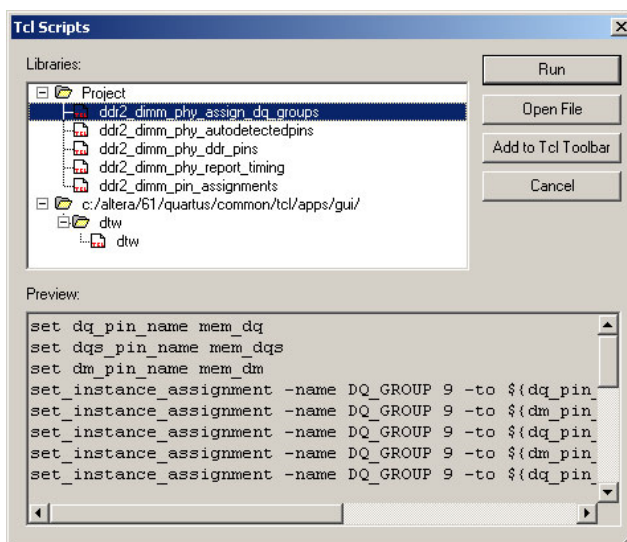 Tcl Scripts
Libraries:
Project
ddr2_dimm_phy_assign_dq_groups
ddr2_dimm_phy_autodetectedpins
ddr2_dimm_phy_ddr_pins
ddr2_dimm_phy_report_timing
ddr2_dimm_pin_assignments
c:/altera/61/quartus/common/tcl/apps/gui/
dtw
dtw
Run
Open File
Add to Tcl Toolbar
Cancel
Preview:
set dq_pin_name mem_dq
set dqs_pin_name mem_dqs
set dm_pin_name mem_dm
set_instance_assignment -name DQ_GROUP 9 -to ${dq_pin_
set_instance_assignment -name DQ_GROUP 9 -to ${dm_pin_
set_instance_assignment -name DQ_GROUP 9 -to ${dq_pin_
set_instance_assignment -name DQ_GROUP 9 -to ${dm_pin_
set_instance_assignment -name DQ_GROUP 9 -to ${dq_pin_